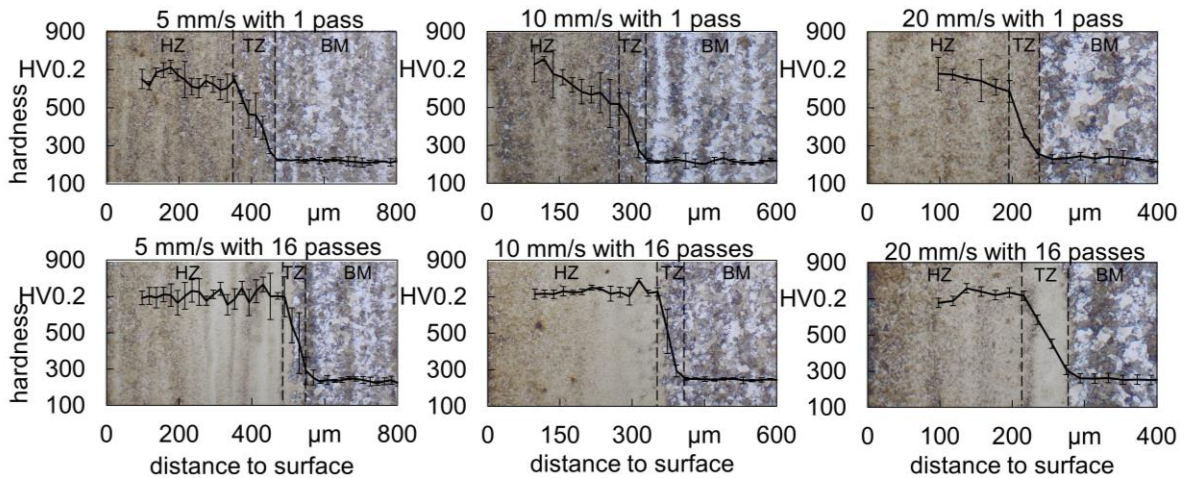 5 mm/s with 1 pass
10 mm/s with 1 pass
20 mm/s with 1 pass
900
HV0.2
500
300
100
hardness
HZ
TZ
BM
0
200
400
µm
800
900
HV0.2
500
300
100
HZ
TZ
BM
0
150
300
µm
600
900
HV0.2
500
300
100
HZ
TZ
BM
0
100
200
µm
400
5 mm/s with 16 passes
10 mm/s with 16 passes
20 mm/s with 16 passes
900
HV0.2
500
300
100
hardness
HZ
TZ
BM
0
200
400
µm
800
distance to surface
900
HV0.2
500
300
100
HZ
TZ
BM
0
150
300
µm
600
distance to surface
900
HV0.2
500
300
100
HZ
TZ
BM
0
100
200
µm
400
distance to surface